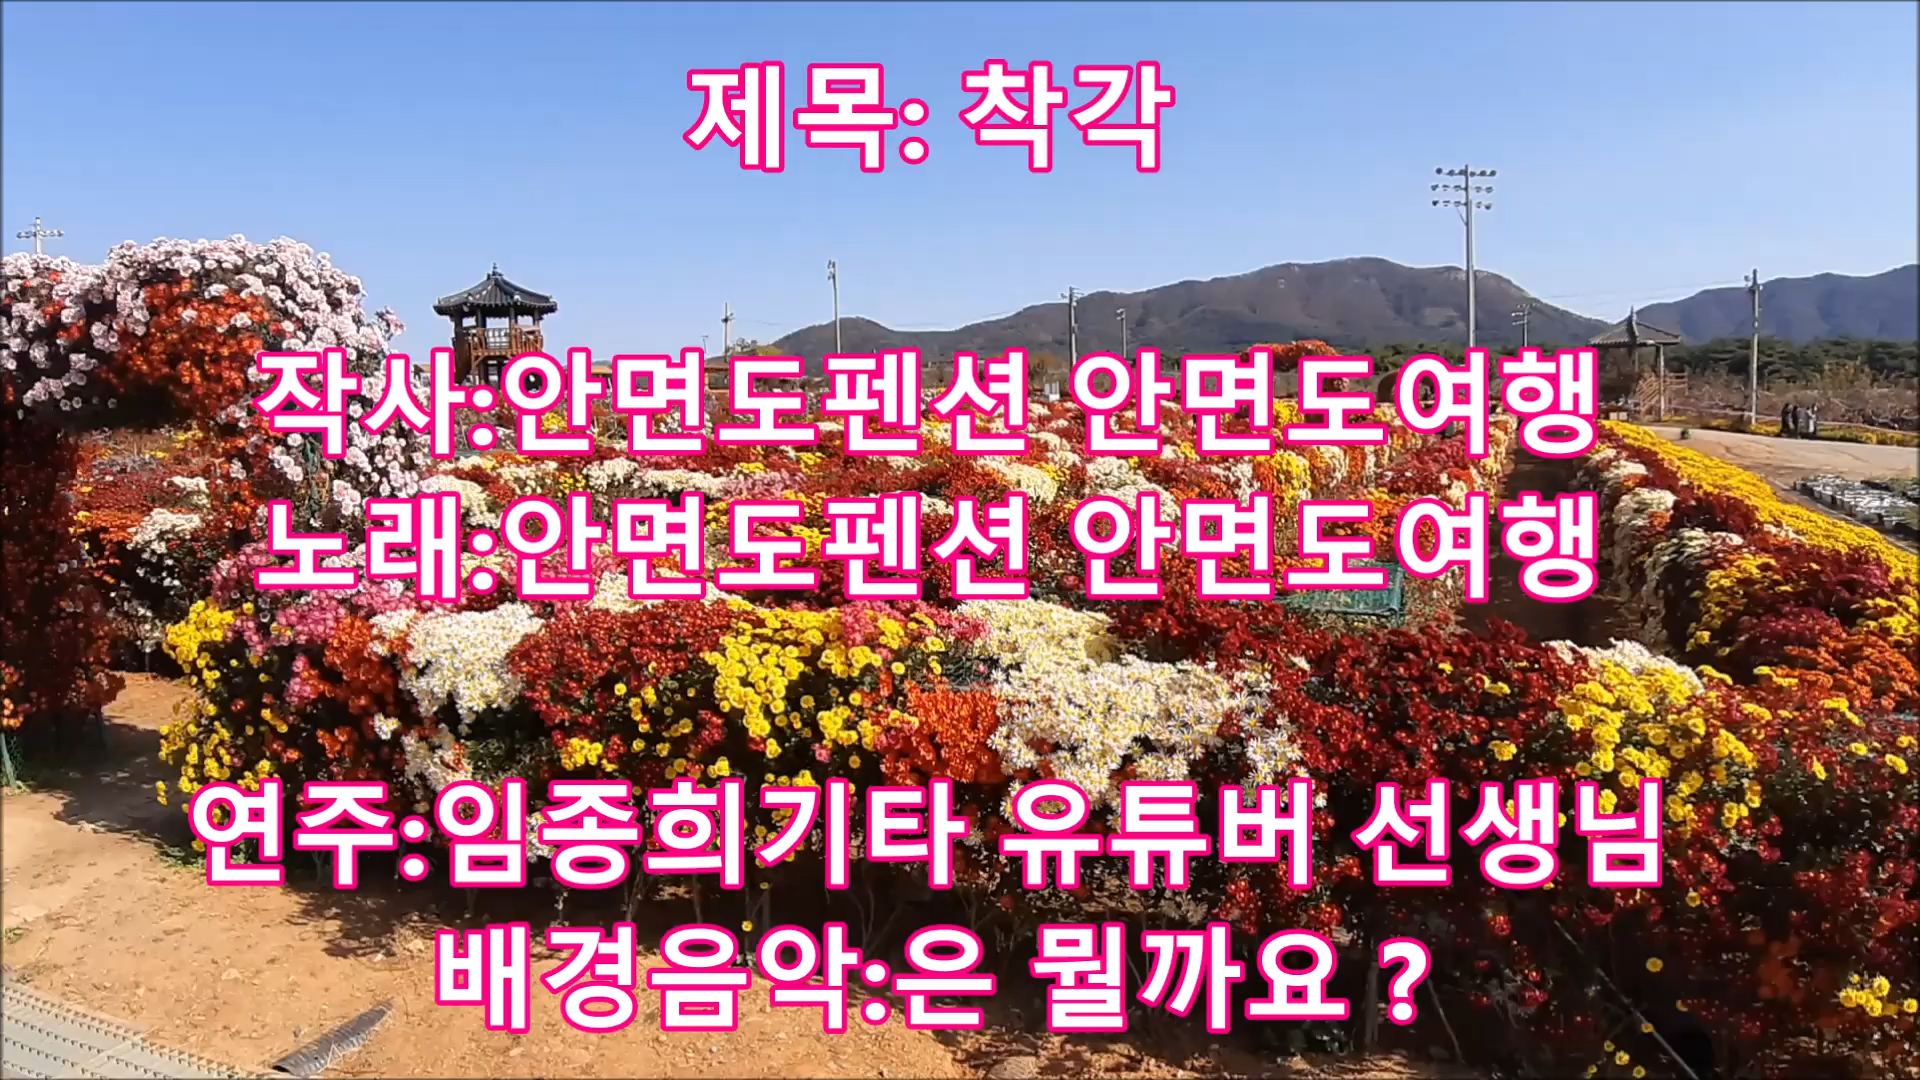 제목: 착각
작사:안면도펜션 안면도여행
노래:안면도펜션 안면도여행
연주:임종희기타 유튜버 선생님
배경음악:은 뭘까요 ?